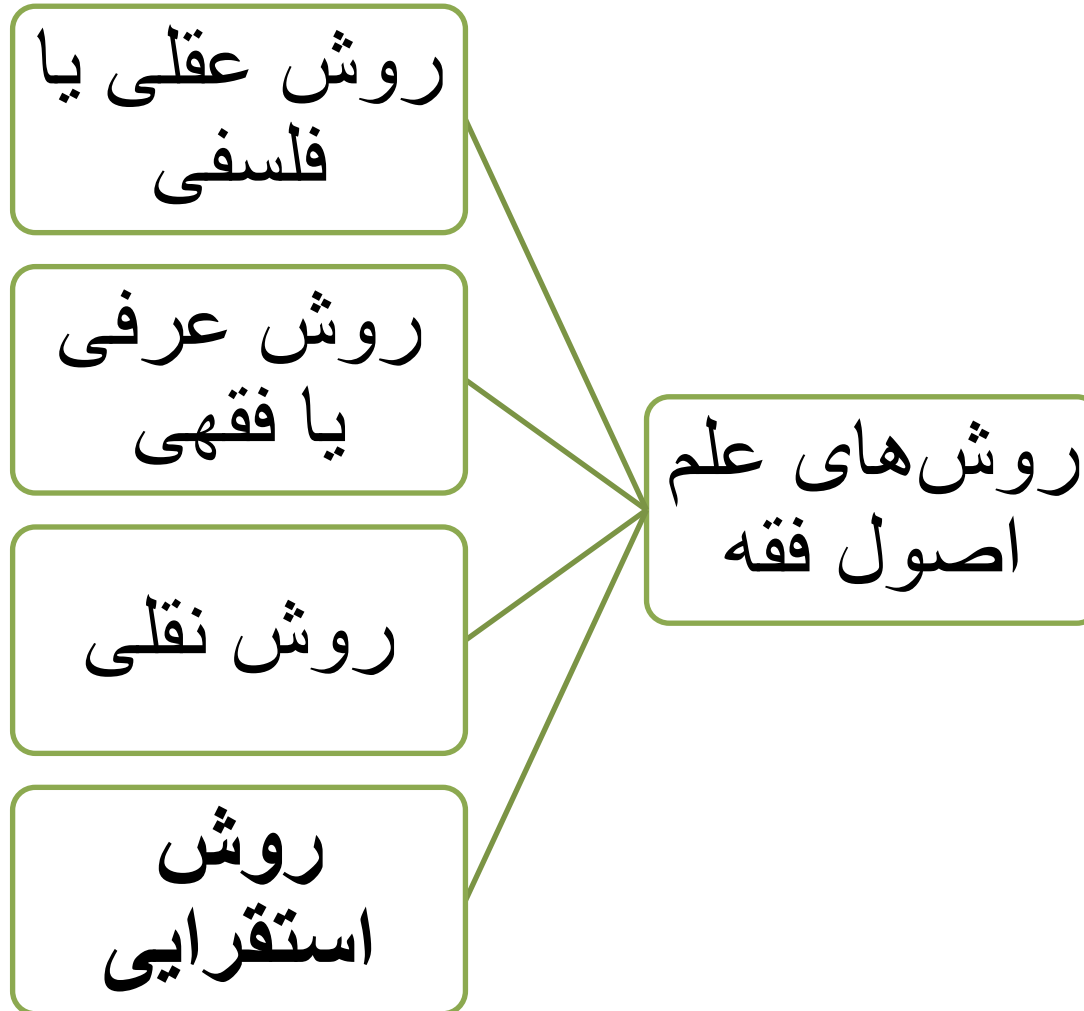 روش‌های علم
اصول فقه
روش عقلی یا
فلسفی
روش عرفی
یا فقهی
روش نقلی
روش
استقرایی